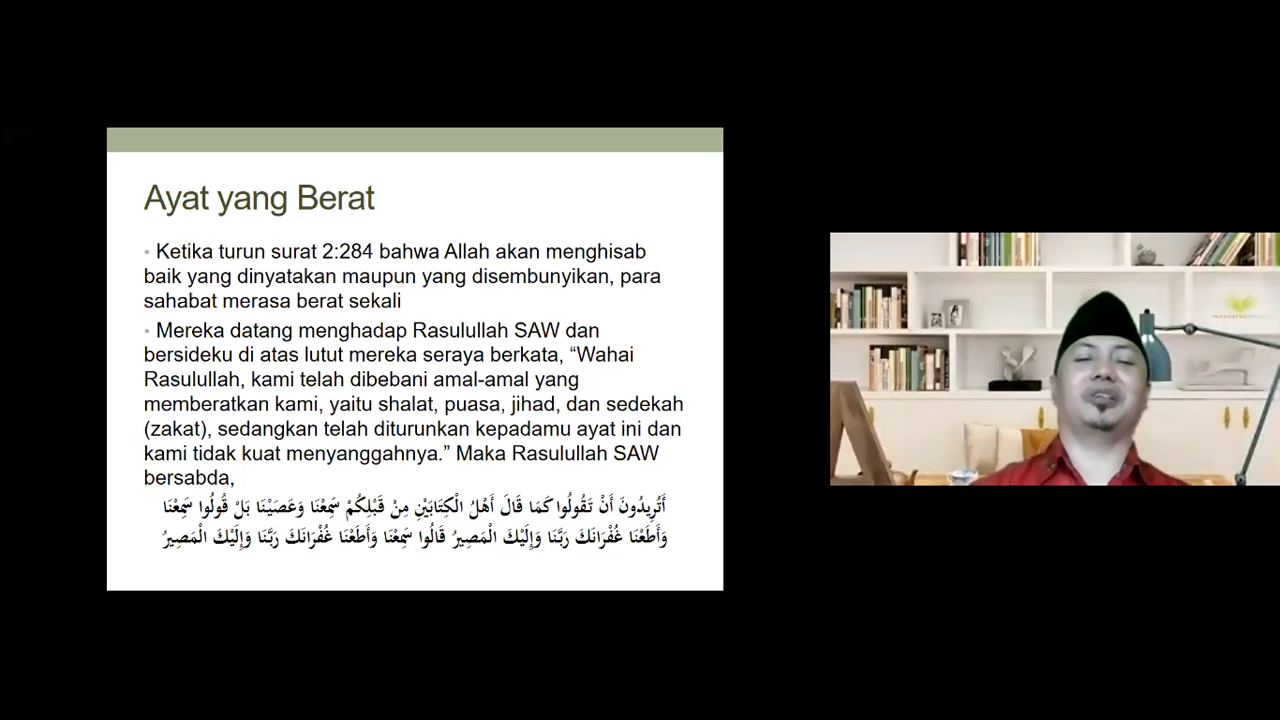 Ayat yang Berat
• Ketika turun surat 2:284 bahwa Allah akan menghisab
baik yang dinyatakan maupun yang disembunyikan, para
sahabat merasa berat sekali
• Mereka datang menghadap Rasulullah SAW dan
bersideku di atas lutut mereka seraya berkata, “Wahai
Rasulullah, kami telah dibebani amal-amal yang
memberatkan kami, yaitu shalat, puasa, jihad, dan sedekah
(zakat), sedangkan telah diturunkan kepadamu ayat ini dan
kami tidak kuat menyanggahnya.” Maka Rasulullah SAW
bersabda,
أَتُرِيدُونَ أَنْ تَقُولُوا كَمَا قَالَ أَهْلُ الْكِتَابَيْنِ مِنْ قَبْلِكُمْ سَمِعْنَا وَعَصَيْنَا بَلْ قُولُوا سَمِعْنَا
وَأَطَعْنَا غُفْرَانَكَ رَبَّنَا وَإِلَيْكَ الْمَصِيرُ قَالُوا سَمِعْنَا وَأَطَعْنَا غُفْرَانَكَ رَبَّنَا وَإِلَيْكَ الْمَصِيرُ